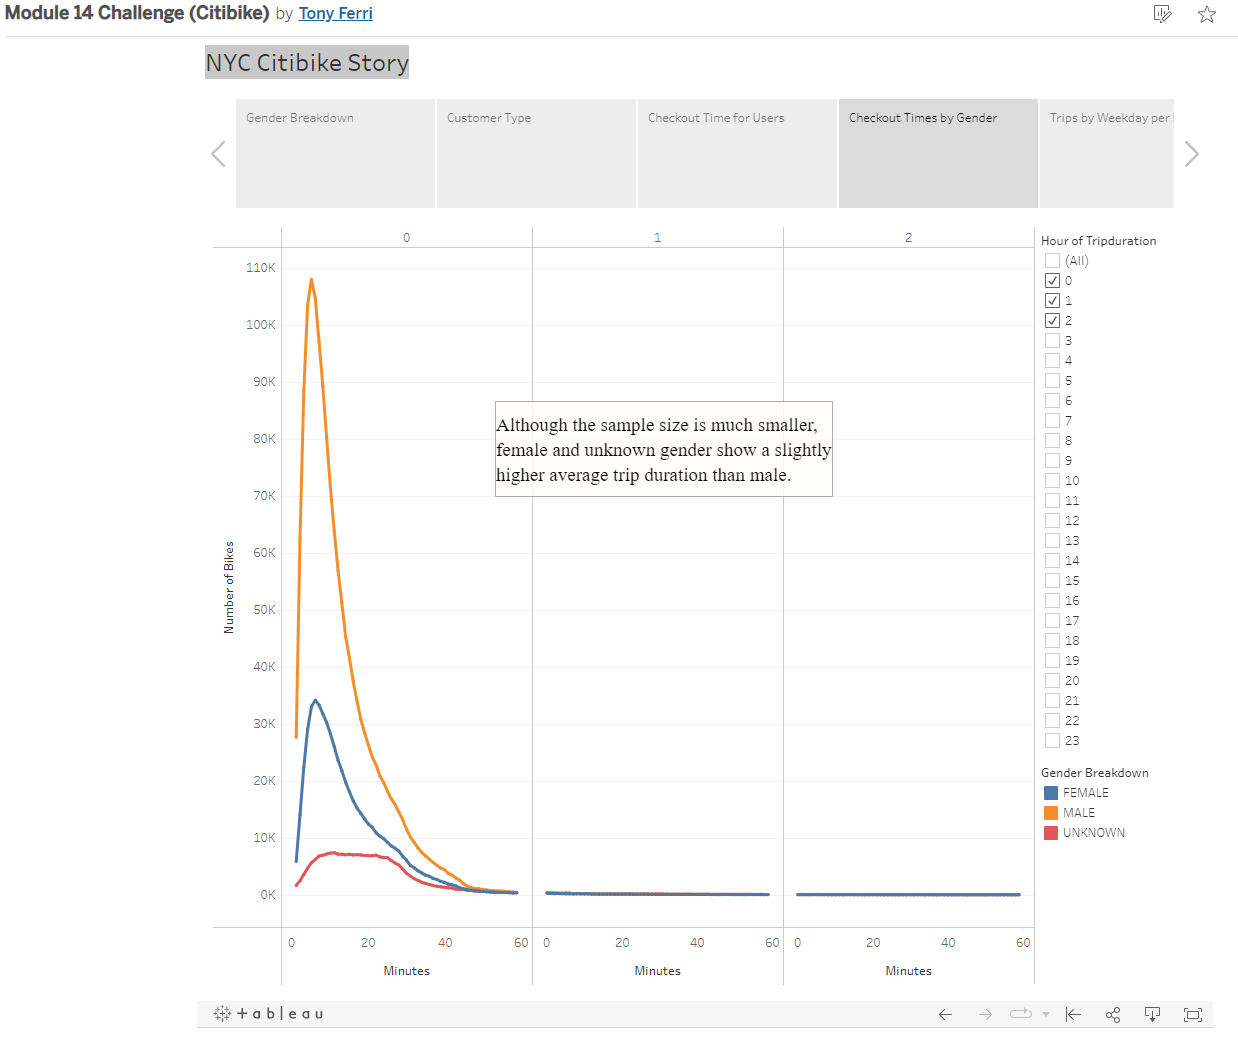 Module 14 Challenge (Citibike) by Tony Ferri
NYC Citibike Story
Gender Breakdown
Customer Type
Checkout Time for Users
Checkout Times by Gender
Trips by Weekday per
0
1
2
110K
100K
90K
80K
70K
60K
50K
40K
30K
20K
10K
0K
Number of Bikes
Although the sample size is much smaller,
female and unknown gender show a slightly
higher average trip duration than male.
0 20 40 60
0 20 40 60
0 20 40 60
Minutes
Minutes
Minutes
Hour of Tripduration
(All)
0
1
2
3
4
5
6
7
8
9
10
11
12
13
14
15
16
17
18
19
20
21
22
23
Gender Breakdown
FEMALE
MALE
UNKNOWN
+ a b l e a u